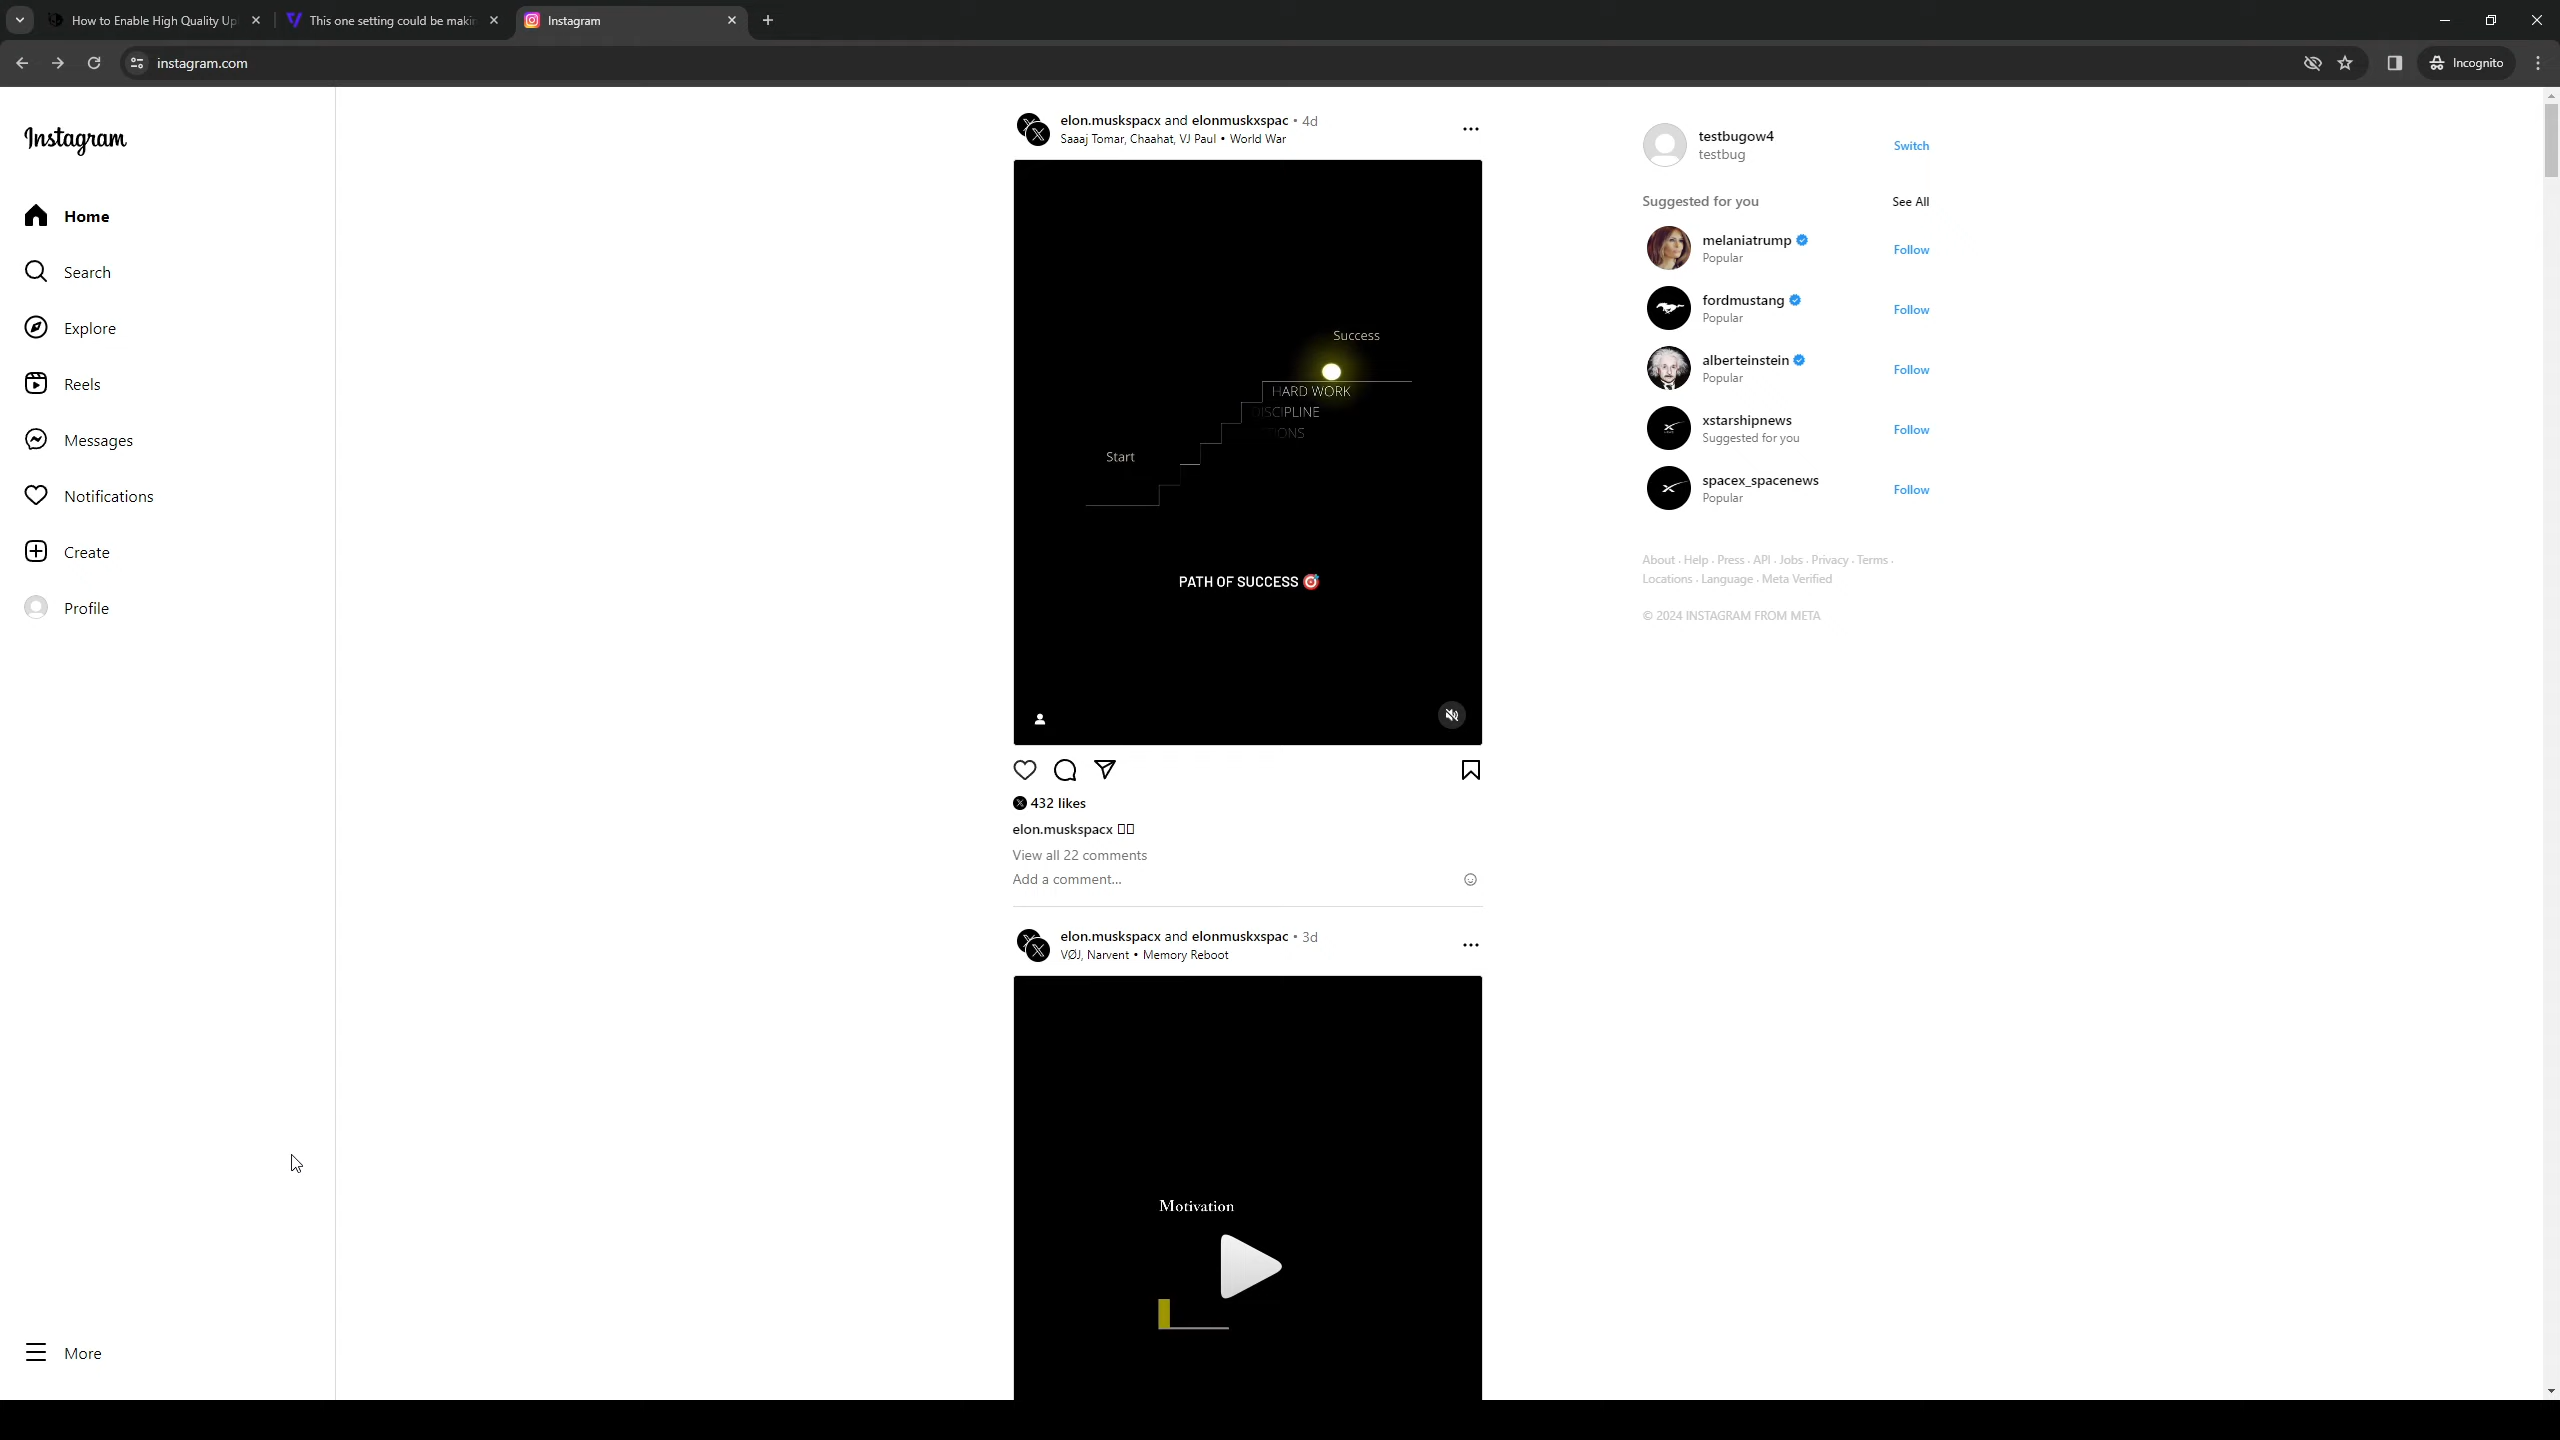 How to Enable High Quality Up
This one setting could be makin
Instagram
instagram.com
Incognito
Instagram
Home
Search
Explore
Reels
Messages
Notifications
Create
Profile
More
elon.muskspacx and elonmuskxspac • 4d
Saaaj Tomar, Chaahat, VJ Paul • World War
Success
HARD WORK
DISCIPLINE
IONS
Start
PATH OF SUCCESS 🎯
432 likes
elon.muskspacx
View all 22 comments
Add a comment...
elon.muskspacx and elonmuskxspac • 3d
VØJ, Narvent • Memory Reboot
Motivation
testbugow4
testbug
Switch
Suggested for you
See All
melaniatrump
Popular
Follow
fordmustang
Popular
Follow
alberteinstein
Popular
Follow
xstarshipnews
Suggested for you
Follow
spacex_spacenews
Popular
Follow
About · Help · Press · API · Jobs · Privacy · Terms ·
Locations · Language · Meta Verified
© 2024 INSTAGRAM FROM META